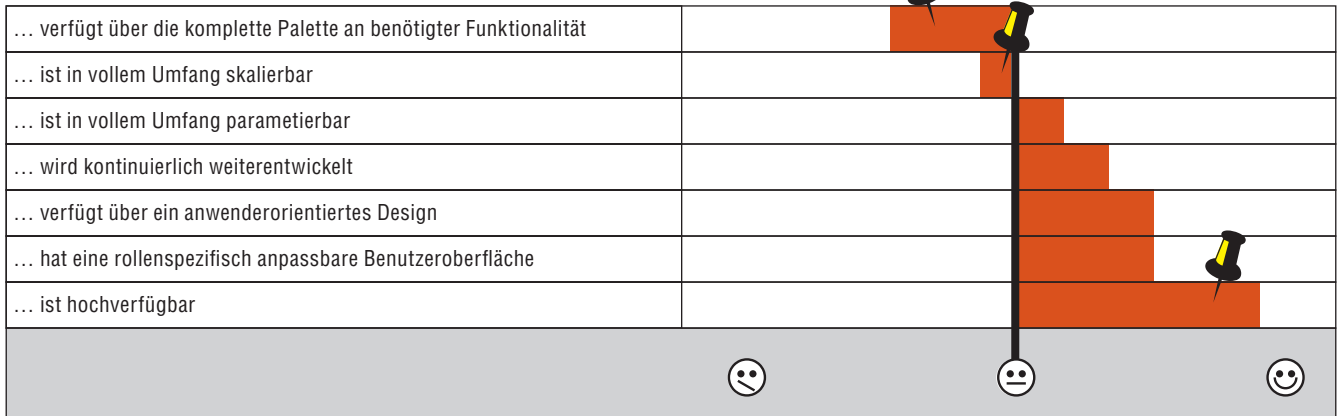 … verfügt über die komplette Palette an benötigter Funktionalität
… ist in vollem Umfang skalierbar
… ist in vollem Umfang parametierbar
… wird kontinuierlich weiterentwickelt
… verfügt über ein anwenderorientiertes Design
… hat eine rollenspezifisch anpassbare Benutzeroberfläche
… ist hochverfügbar